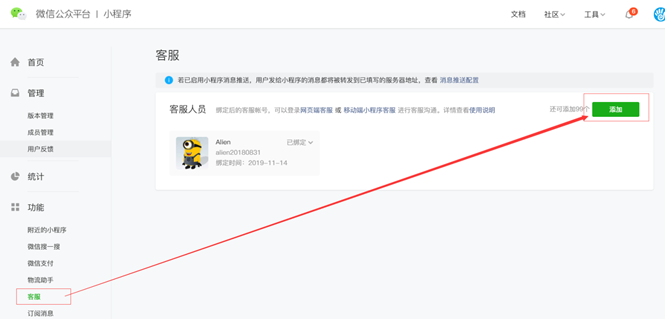 微信公众平台 | 小程序
文档 社区 工具 6
首页
管理
版本管理
成员管理
用户反馈
统计
功能
附近的小程序
微信搜一搜
微信支付
物流助手
客服
订阅消息
客服
若已启用小程序消息推送，用户发给小程序的消息都将被转发到已填写的服务器地址，查看 消息推送配置
客服人员 绑定后的客服帐号，可以登录网页端客服 或 移动端小程序客服 进行客服沟通。详情查看使用说明 还可添加99个 添加
Alien 已绑定
alien20180831
绑定时间：2019-11-14